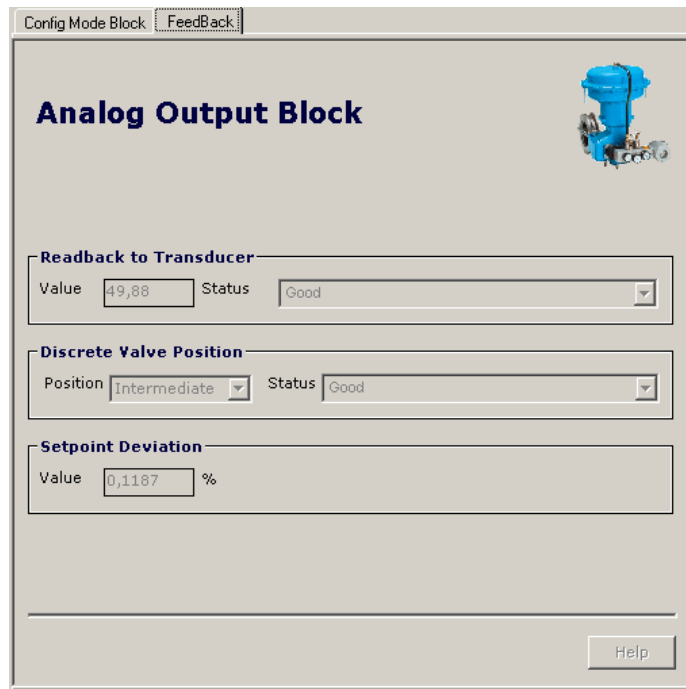 Config Mode Block FeedBack
Analog Output Block
Readback to Transducer
Value 49,88 Status Good
Discrete Valve Position
Position Intermediate Status Good
Setpoint Deviation
Value 0,1187 %
Help